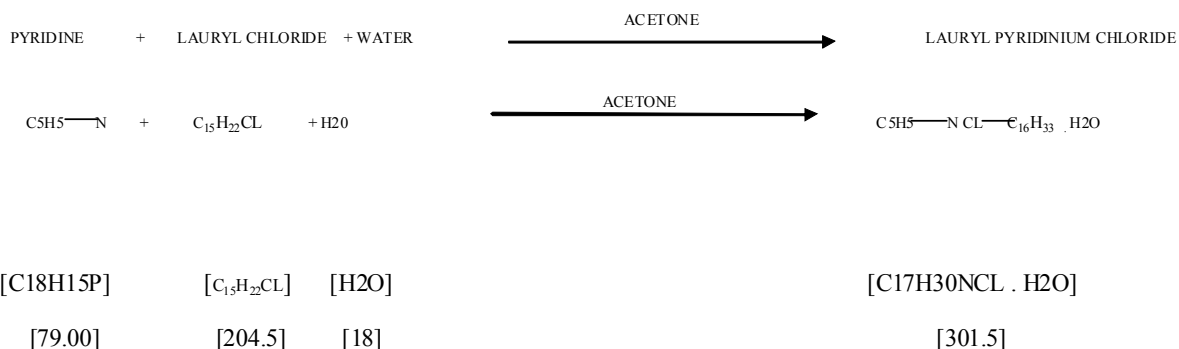 ACETONE
PYRIDINE + LAURYL CHLORIDE + WATER LAURYL PYRIDINIUM CHLORIDE
ACETONE
C5H5 N + C₁₅H₂₂CL + H20 C5H5 N CL C₁₆H₃₃ . H2O
[C18H15P] [C₁₅H₂₂CL] [H2O] [C17H30NCL . H2O]
[79.00] [204.5] [18] [301.5]